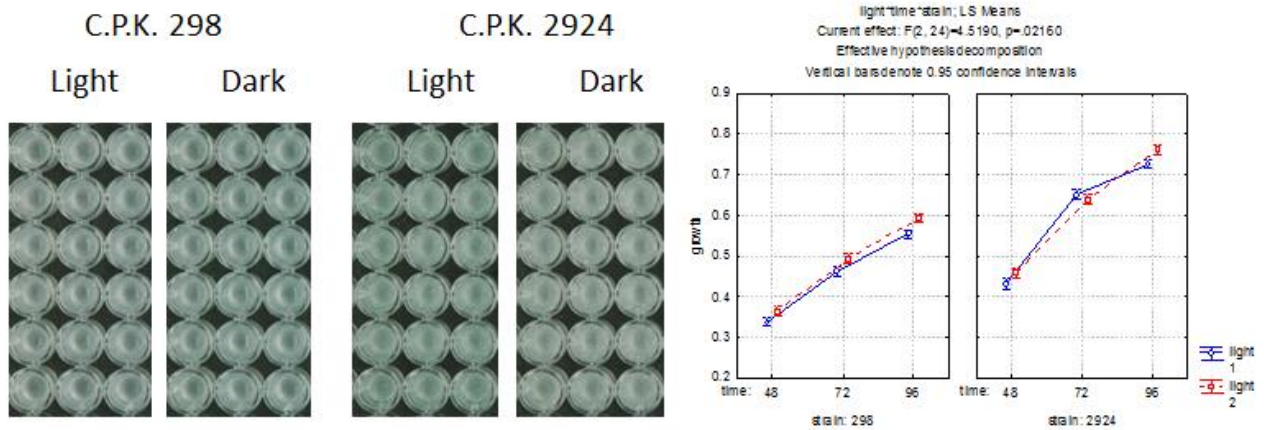 C.P.K. 298
C.P.K. 2924
Light
Dark
Light
Dark
light*time*strain; LS Means
Current effect: F(2, 24)=4.5190, p=.02160
Effective hypothesis decomposition
Vertical bars denote 0.95 confidence intervals
0.9
0.8
0.7
0.6
0.5
0.4
0.3
0.2
growth
time: 48 72 96
strain: 298
time: 48 72 96
strain: 2924
light
1
light
2